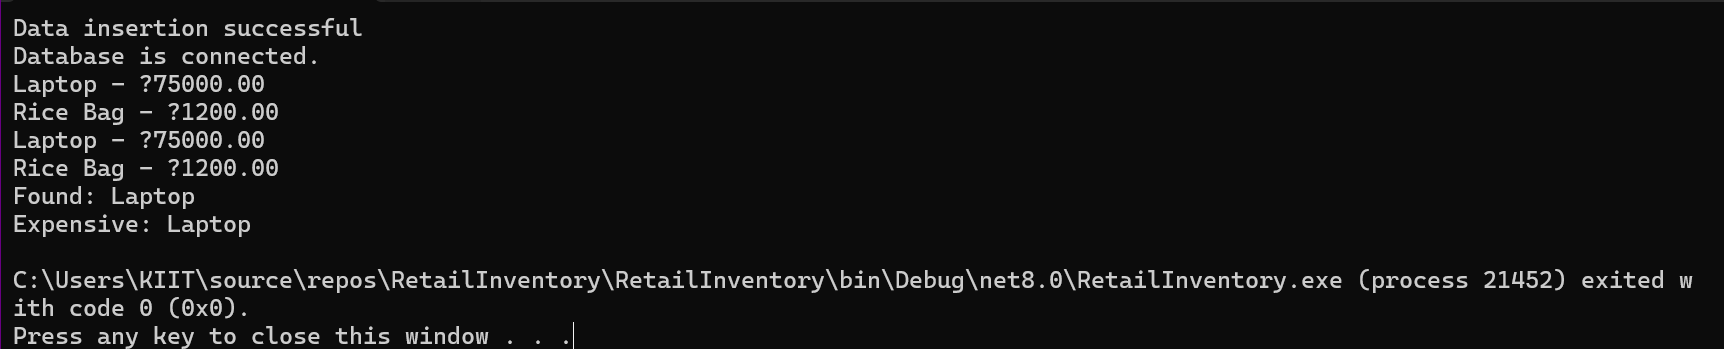 Data insertion successful
Database is connected.
Laptop - ?75000.00
Rice Bag - ?1200.00
Laptop - ?75000.00
Rice Bag - ?1200.00
Found: Laptop
Expensive: Laptop
C:\Users\KIIT\source\repos\RetailInventory\RetailInventory\bin\Debug\net8.0\RetailInventory.exe (process 21452) exited w
ith code 0 (0x0).
Press any key to close this window . . .